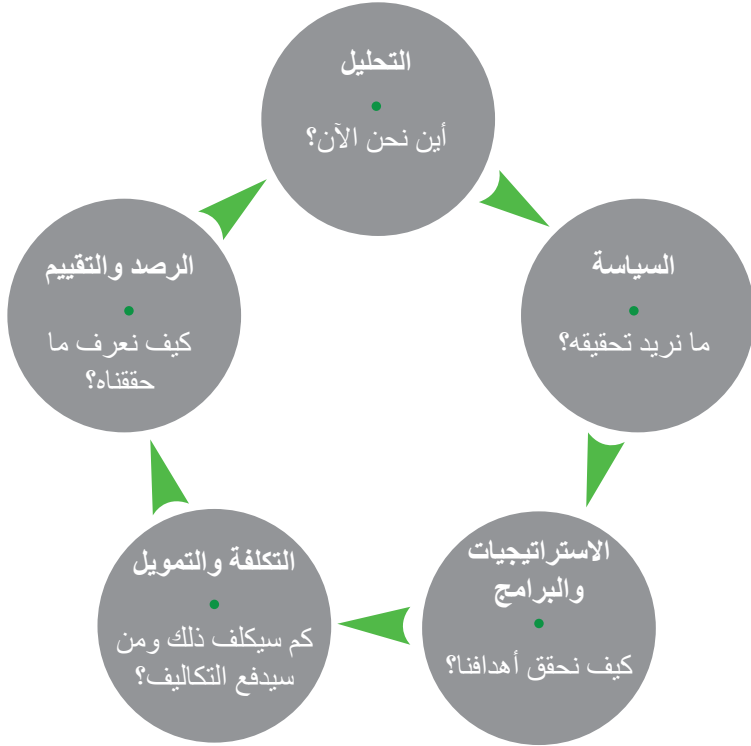 التحليل
أين نحن الآن؟
السياسة
ما نريد تحقيقه؟
الاستراتيجيات
والبرامج
كيف نحقق أهدافنا؟
التكلفة والتمويل
كم سيكلف ذلك ومن
سيدفع التكاليف؟
الرصد والتقييم
كيف نعرف ما
حققناه؟